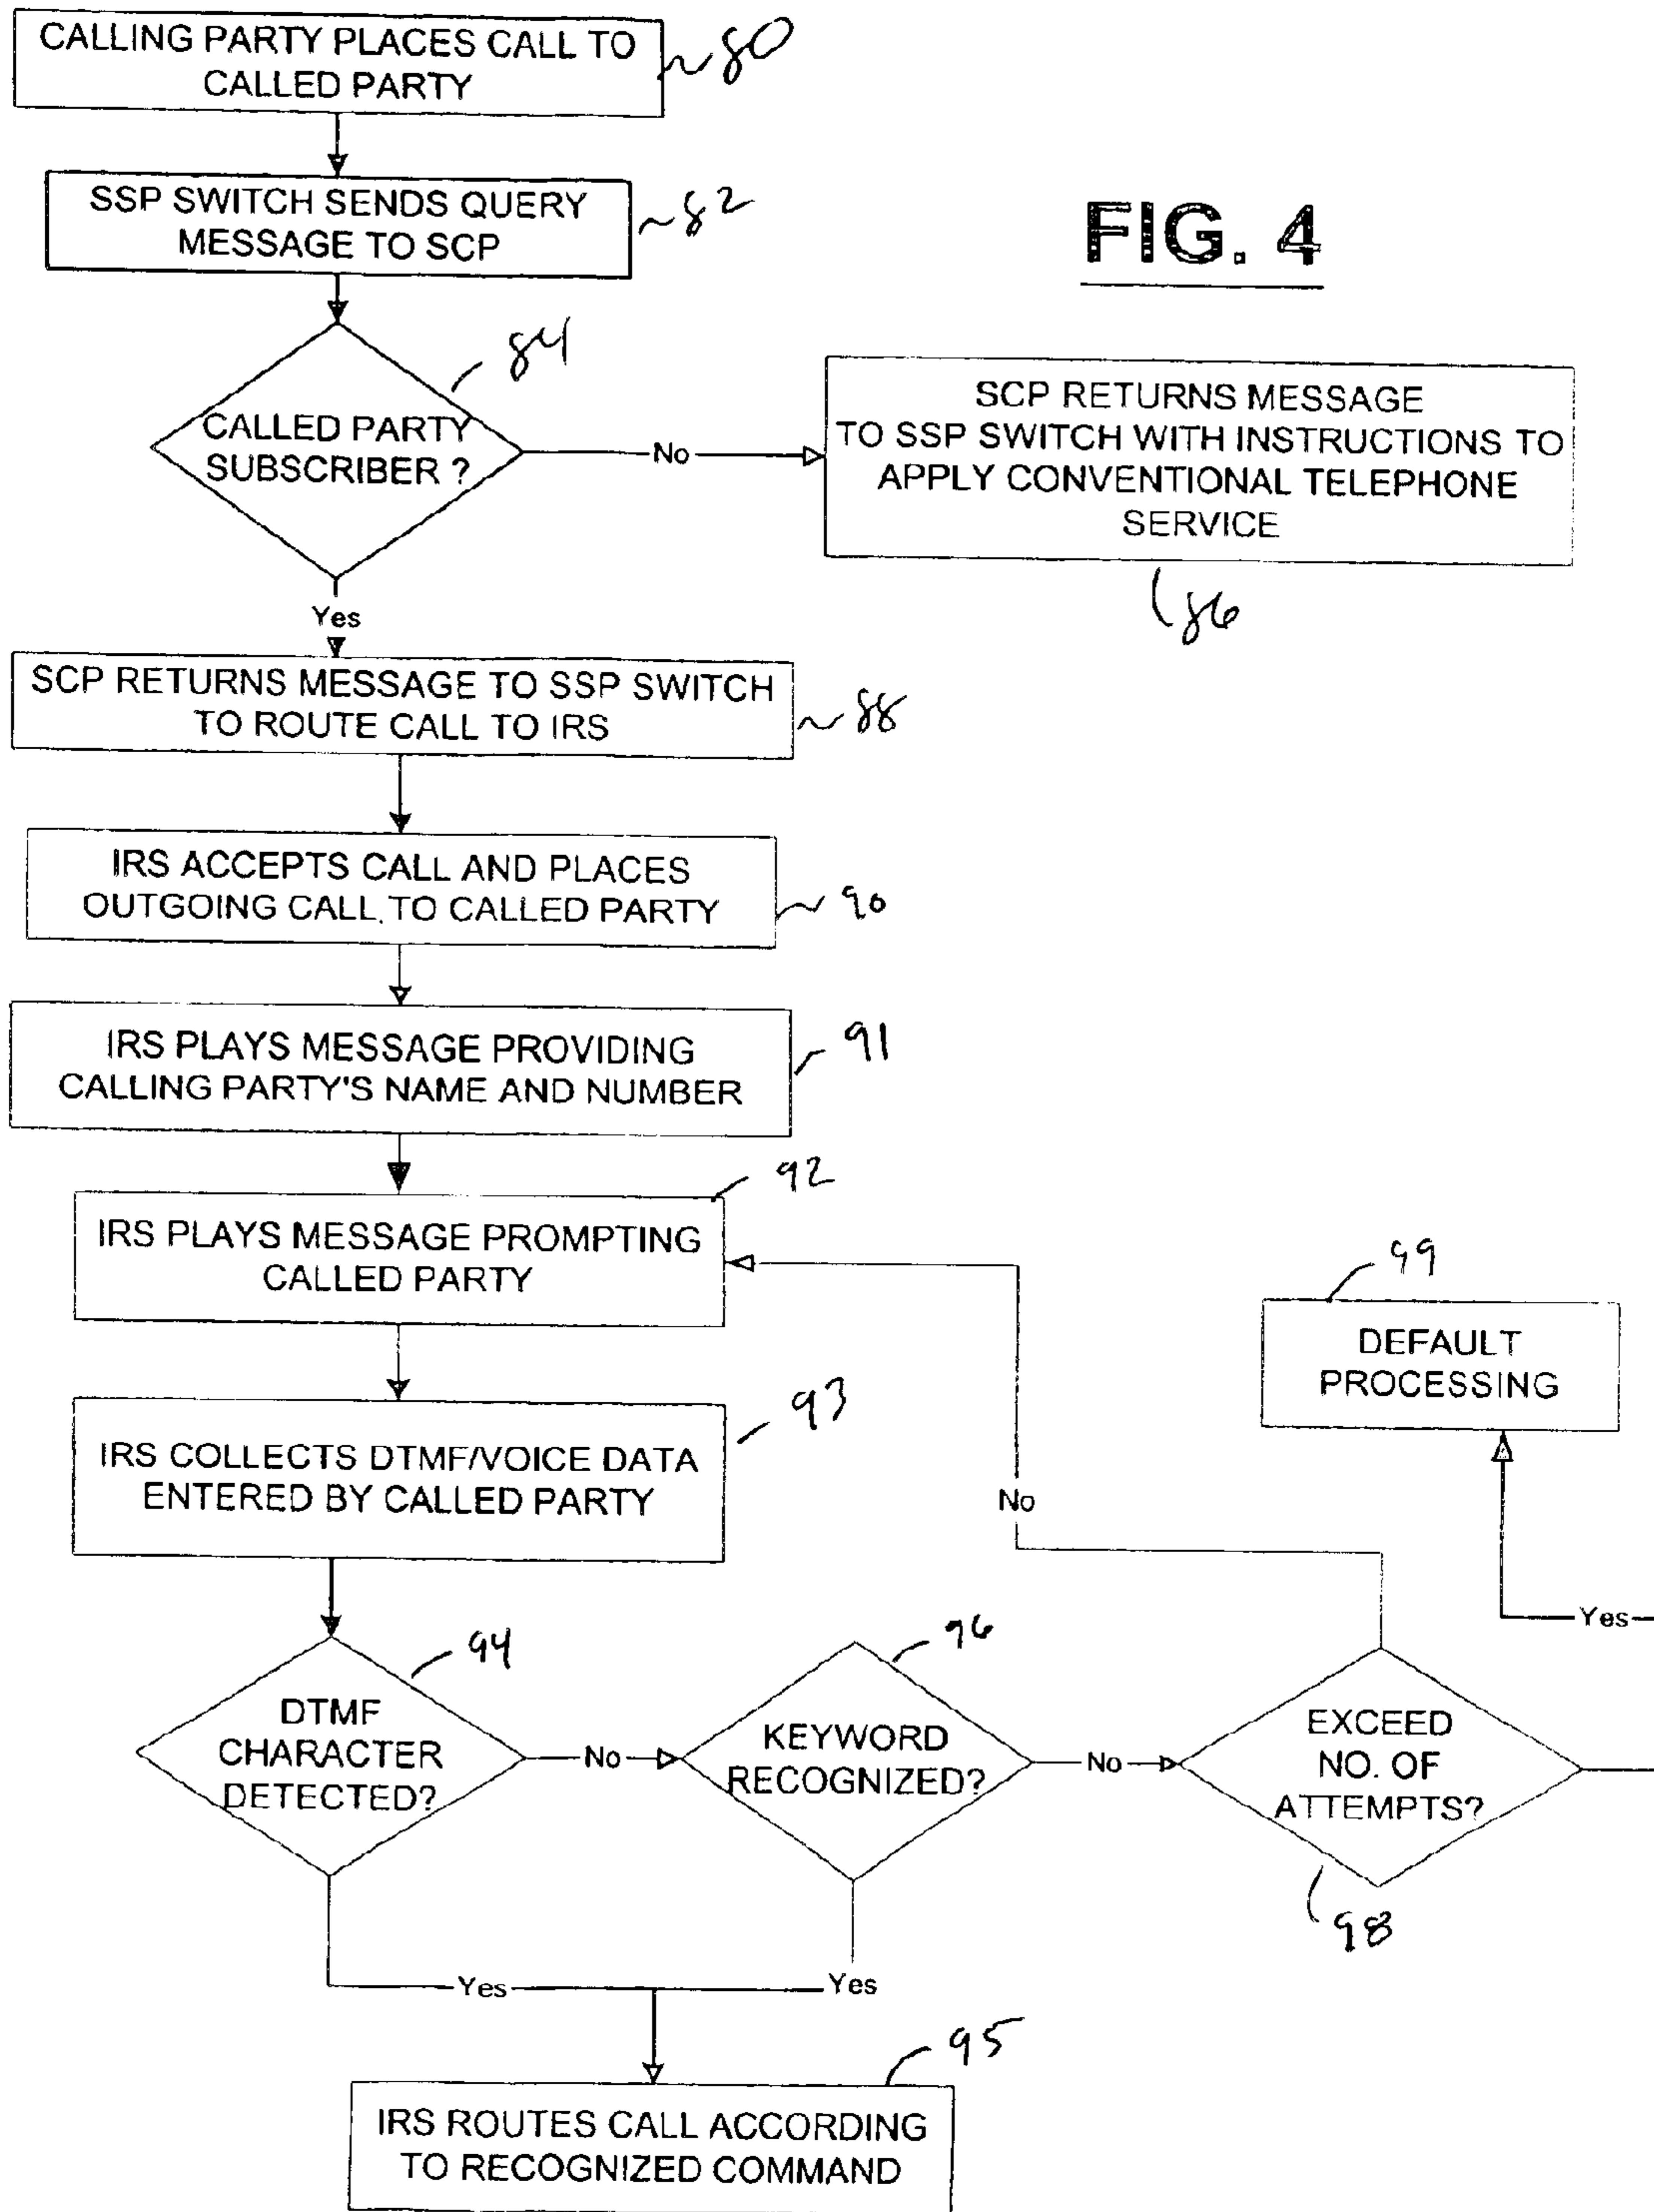 CALLING PARTY PLACES CALL TO
CALLED PARTY
80
SSP SWITCH SENDS QUERY
MESSAGE TO SCP
82
FIG. 4
84
CALLED PARTY
SUBSCRIBER ?
No
SCP RETURNS MESSAGE
TO SSP SWITCH WITH INSTRUCTIONS TO
APPLY CONVENTIONAL TELEPHONE
SERVICE
86
Yes
SCP RETURNS MESSAGE TO SSP SWITCH
TO ROUTE CALL TO IRS
88
IRS ACCEPTS CALL AND PLACES
OUTGOING CALL TO CALLED PARTY
90
IRS PLAYS MESSAGE PROVIDING
CALLING PARTY'S NAME AND NUMBER
91
92
IRS PLAYS MESSAGE PROMPTING
CALLED PARTY
99
DEFAULT
PROCESSING
93
IRS COLLECTS DTMF/VOICE DATA
ENTERED BY CALLED PARTY
No
Yes
94
DTMF
CHARACTER
DETECTED?
No
96
KEYWORD
RECOGNIZED?
No
EXCEED
NO. OF
ATTEMPTS?
98
Yes
Yes
95
IRS ROUTES CALL ACCORDING
TO RECOGNIZED COMMAND